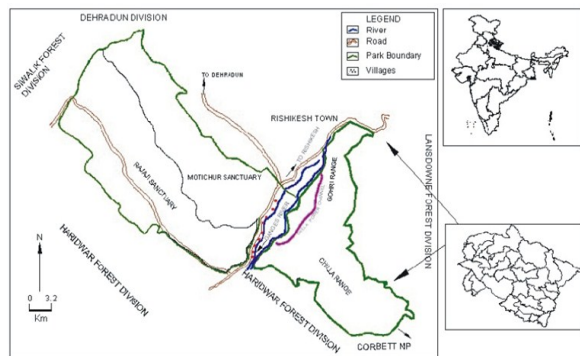 DEHRADUN DIVISION
LEGEND
River
Road
Park Boundary
Villages
SIWALIK FOREST
DIVISION
TO DEHRADUN
RISHIKESH TOWN
TO RISHIKESH
LANSDOWNE FOREST DIVISION
MOTICHUR SANCTUARY
GOHRI RANGE
RAJAJI SANCTUARY
GANGES RIVER
CHILLA RANGE
HARIDWAR FOREST DIVISION
HARIDWAR FOREST DIVISION
N
0 3.2
Km
CORBETT NP